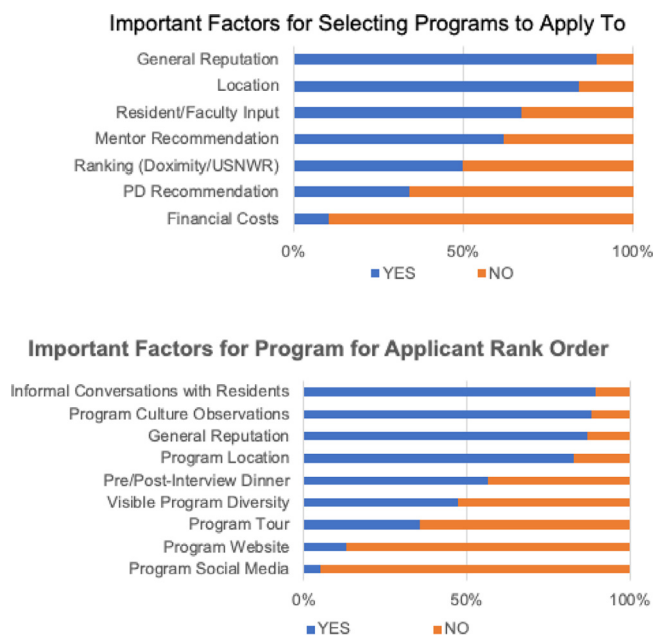 Important Factors for Selecting Programs to Apply To
General Reputation
Location
Resident/Faculty Input
Mentor Recommendation
Ranking (Doximity/USNWR)
PD Recommendation
Financial Costs
0% 50% 100%
YES NO
Important Factors for Program for Applicant Rank Order
Informal Conversations with Residents
Program Culture Observations
General Reputation
Program Location
Pre/Post-Interview Dinner
Visible Program Diversity
Program Tour
Program Website
Program Social Media
0% 50% 100%
YES NO